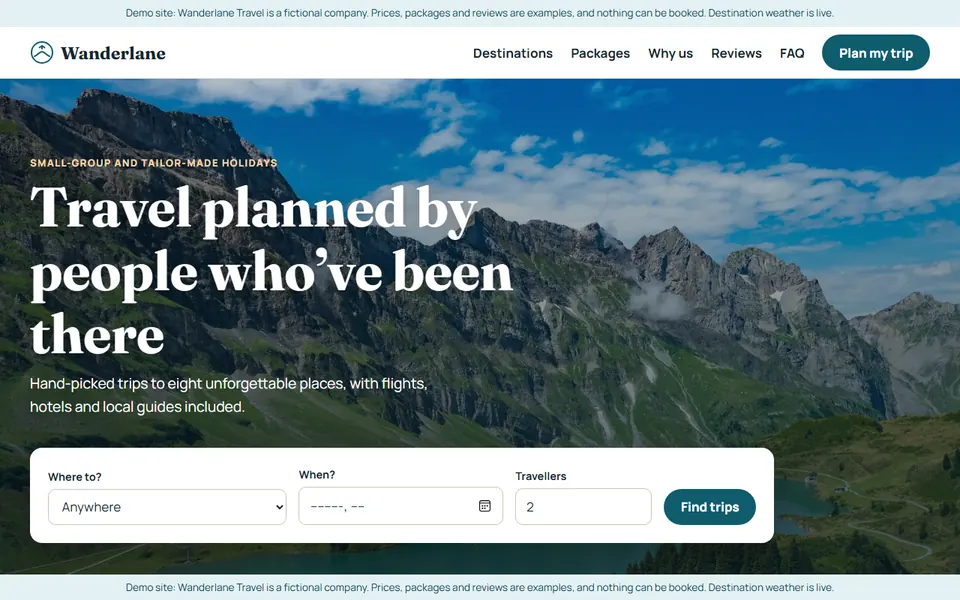 Demo site: Wanderlane Travel is a fictional company. Prices, packages and reviews are examples, and nothing can be booked. Destination weather is live.
Wanderlane
Destinations
Packages
Why us
Reviews
FAQ
Plan my trip
SMALL-GROUP AND TAILOR-MADE HOLIDAYS
Travel planned by
people who’ve been
there
Hand-picked trips to eight unforgettable places, with flights,
hotels and local guides included.
Where to?
Anywhere
When?
-----, --
Travellers
2
Find trips
Demo site: Wanderlane Travel is a fictional company. Prices, packages and reviews are examples, and nothing can be booked. Destination weather is live.